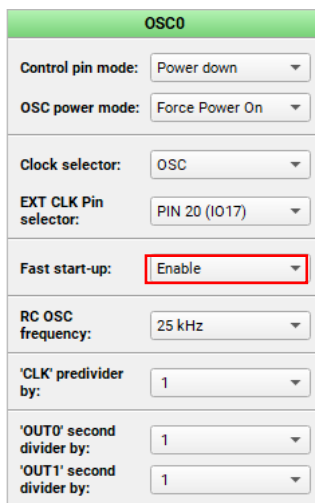 OSC0
Control pin mode: Power down
OSC power mode: Force Power On
Clock selector: OSC
EXT CLK Pin
selector: PIN 20 (IO17)
Fast start-up: Enable
RC OSC
frequency: 25 kHz
'CLK' predivider
by: 1
'OUT0' second
divider by: 1
'OUT1' second
divider by: 1